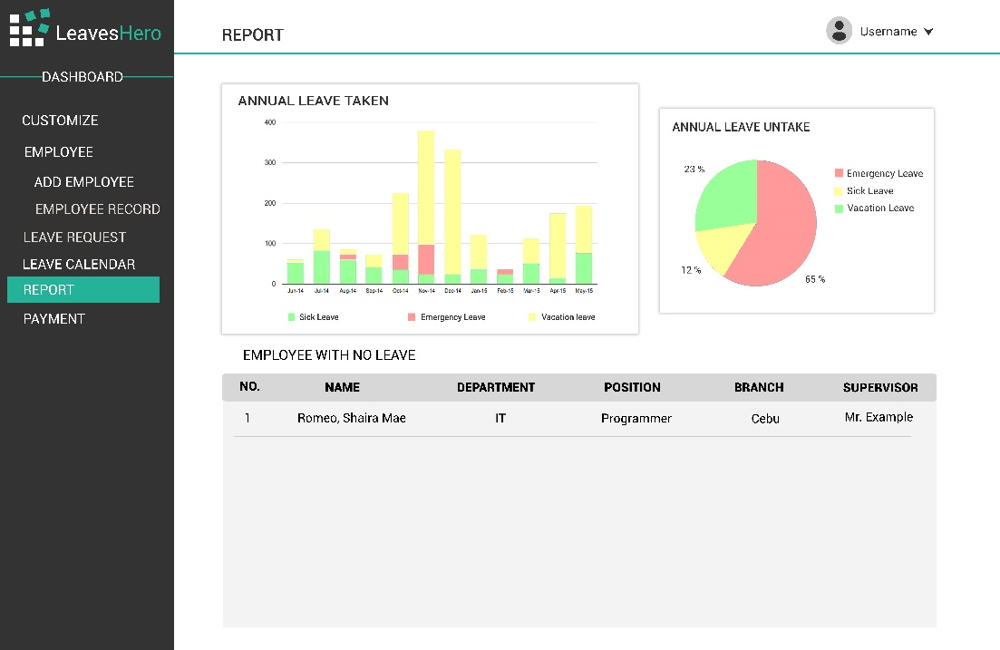 LeavesHero
DASHBOARD
CUSTOMIZE
EMPLOYEE
ADD EMPLOYEE
EMPLOYEE RECORD
LEAVE REQUEST
LEAVE CALENDAR
REPORT
PAYMENT
REPORT
Username
ANNUAL LEAVE TAKEN
400
300
200
100
0
Jun-14 Jul-14 Aug-14 Sep-14 Oct-14 Nov-14 Dec-14 Jan-15 Feb-15 Mar-15 Apr-15 May-15
Sick Leave Emergency Leave Vacation leave
ANNUAL LEAVE UNTAKE
23 %
12 %
65 %
Emergency Leave
Sick Leave
Vacation Leave
EMPLOYEE WITH NO LEAVE
NO. NAME DEPARTMENT POSITION BRANCH SUPERVISOR
1 Romeo, Shaira Mae IT Programmer Cebu Mr. Example